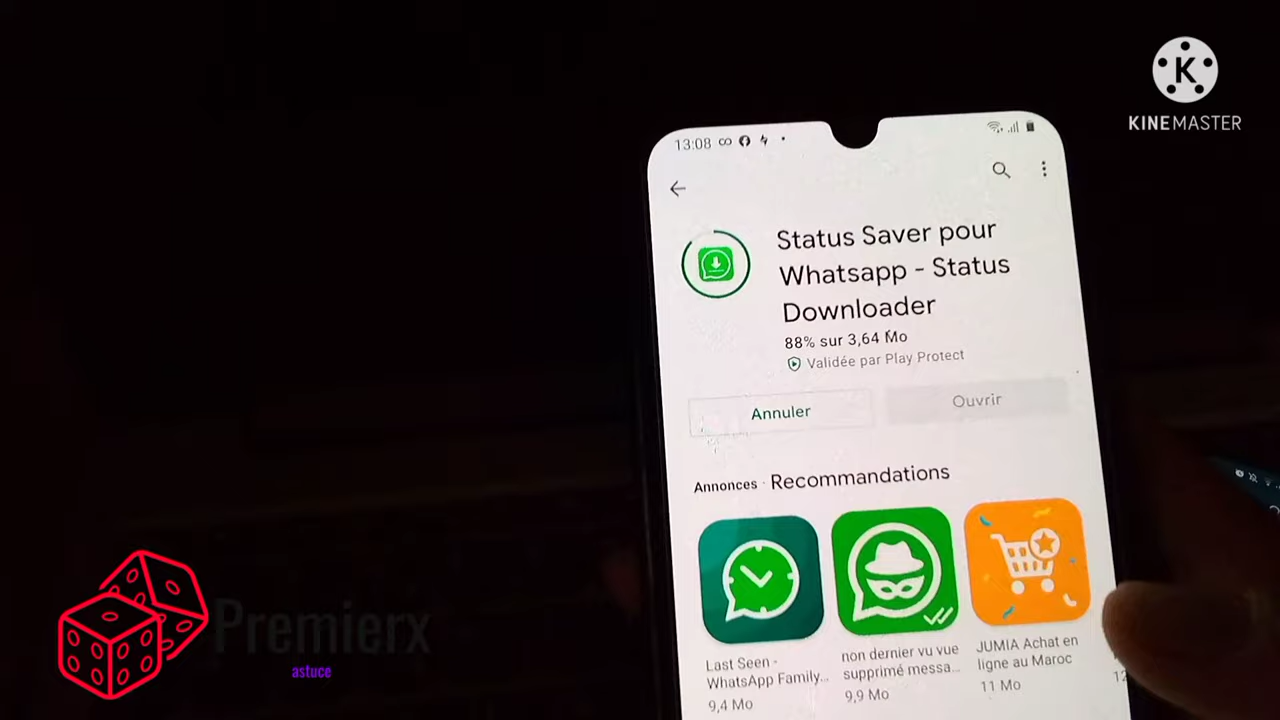 KINEMASTER
13:08
Status Saver pour
Whatsapp - Status
Downloader
88% sur 3,64 Mo
Validée par Play Protect
Annuler
Ouvrir
Annonces · Recommandations
Last Seen -
WhatsApp Family...
9,4 Mo
non dernier vu vue
supprimé messa...
9,9 Mo
JUMIA Achat en
ligne au Maroc
11 Mo
12
Premierx
astuce